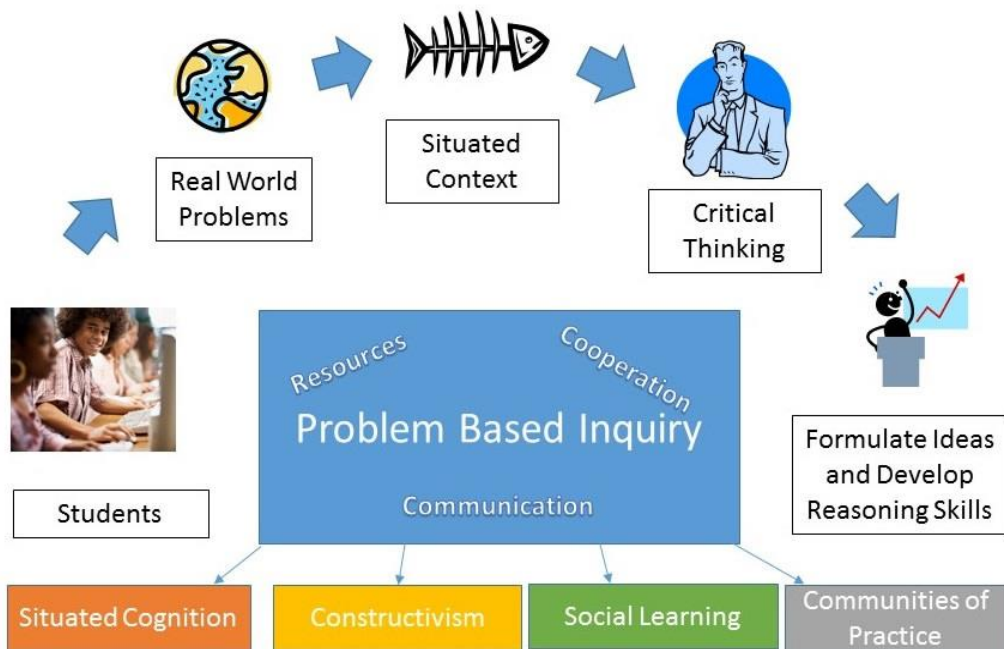 Real World
Problems
Situated
Context
Critical
Thinking
Students
Resources
Cooperation
Problem Based Inquiry
Communication
Formulate Ideas
and Develop
Reasoning Skills
Situated Cognition
Constructivism
Social Learning
Communities of
Practice